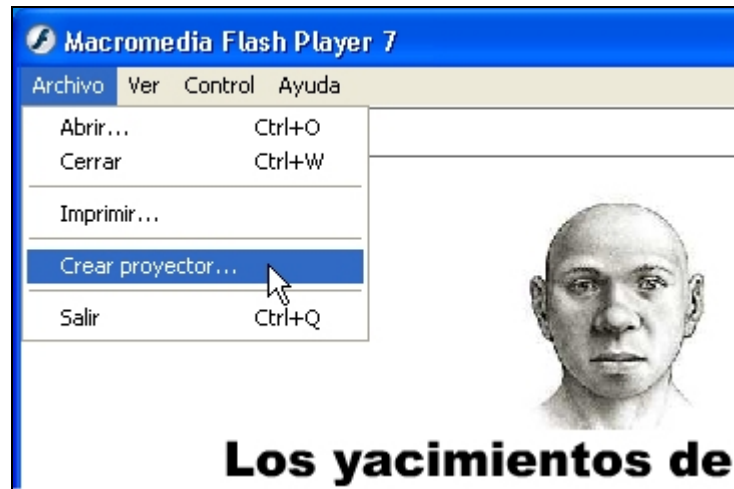 Macromedia Flash Player 7
Archivo Ver Control Ayuda
Abrir... Ctrl+O
Cerrar Ctrl+W
Imprimir...
Crear proyector...
Salir Ctrl+Q
Los yacimientos de